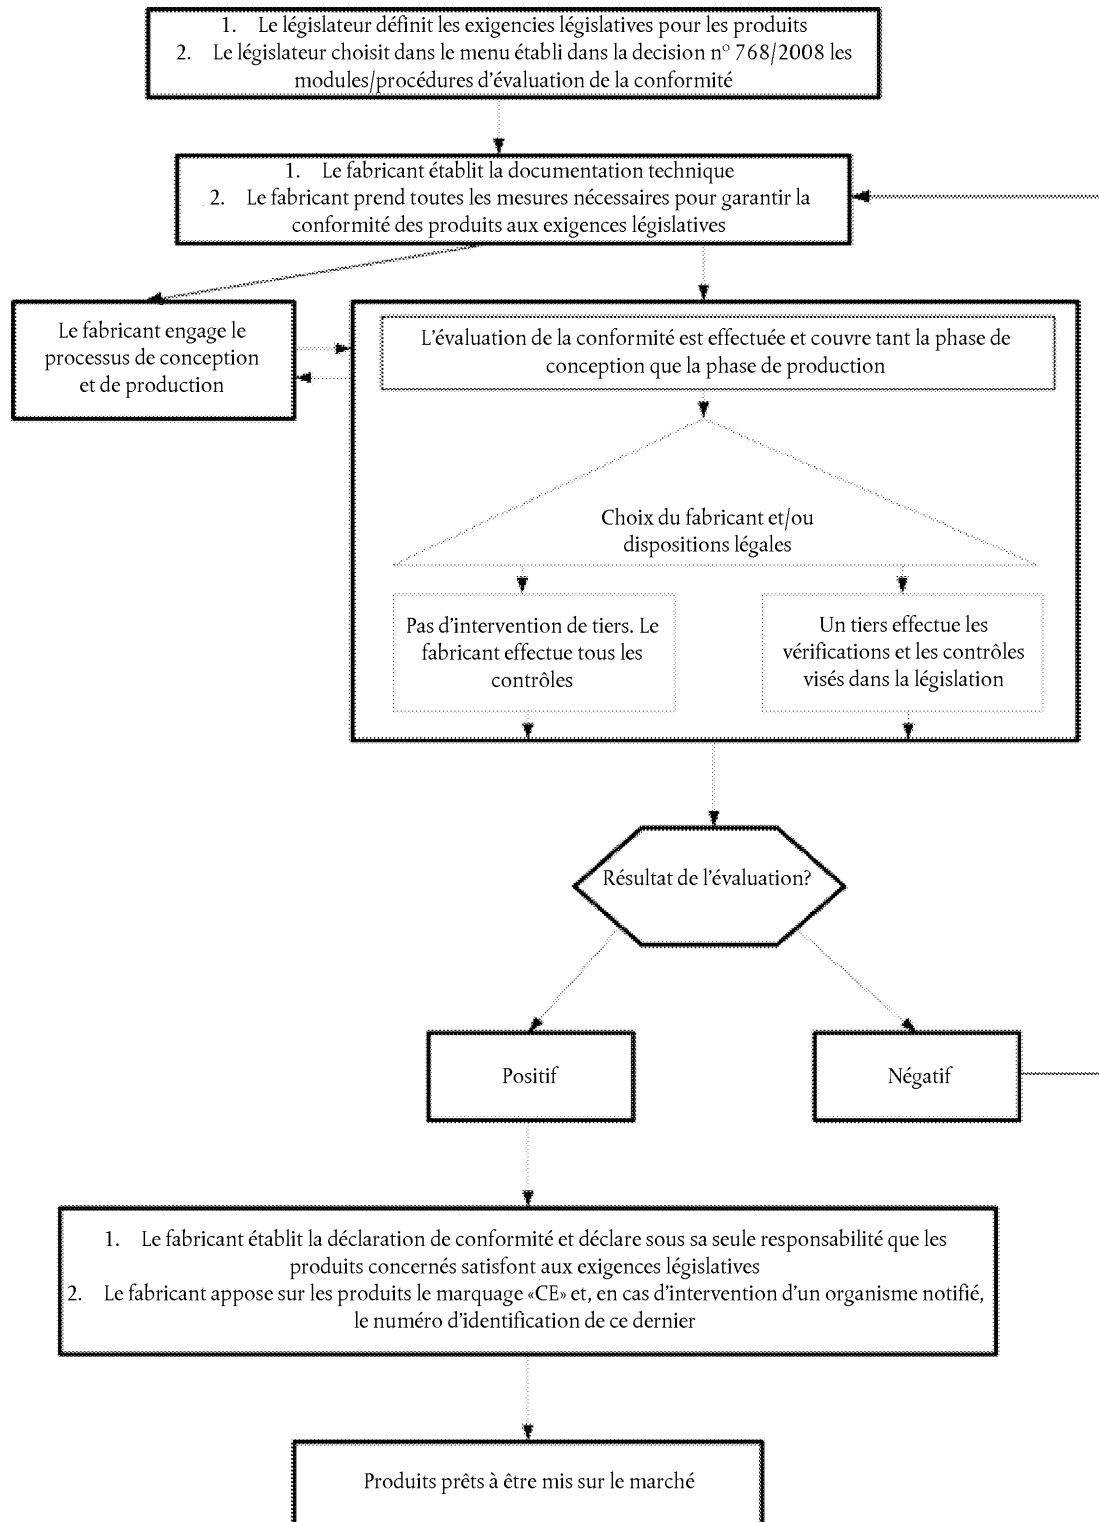 1. Le législateur définit les exigencies législatives pour les produits
2. Le législateur choisit dans le menu établi dans la decision n° 768/2008 les
modules/procédures d'évaluation de la conformité
1. Le fabricant établit la documentation technique
2. Le fabricant prend toutes les mesures nécessaires pour garantir la
conformité des produits aux exigences législatives
Le fabricant engage le
processus de conception
et de production
L'évaluation de la conformité est effectuée et couvre tant la phase de
conception que la phase de production
Choix du fabricant et/ou
dispositions légales
Pas d'intervention de tiers. Le
fabricant effectue tous les
contrôles
Un tiers effectue les
vérifications et les contrôles
visés dans la législation
Résultat de l'évaluation?
Positif
Négatif
1. Le fabricant établit la déclaration de conformité et déclare sous sa seule responsabilité que les
produits concernés satisfont aux exigences législatives
2. Le fabricant appose sur les produits le marquage «CE» et, en cas d'intervention d'un organisme notifié,
le numéro d'identification de ce dernier
Produits prêts à être mis sur le marché